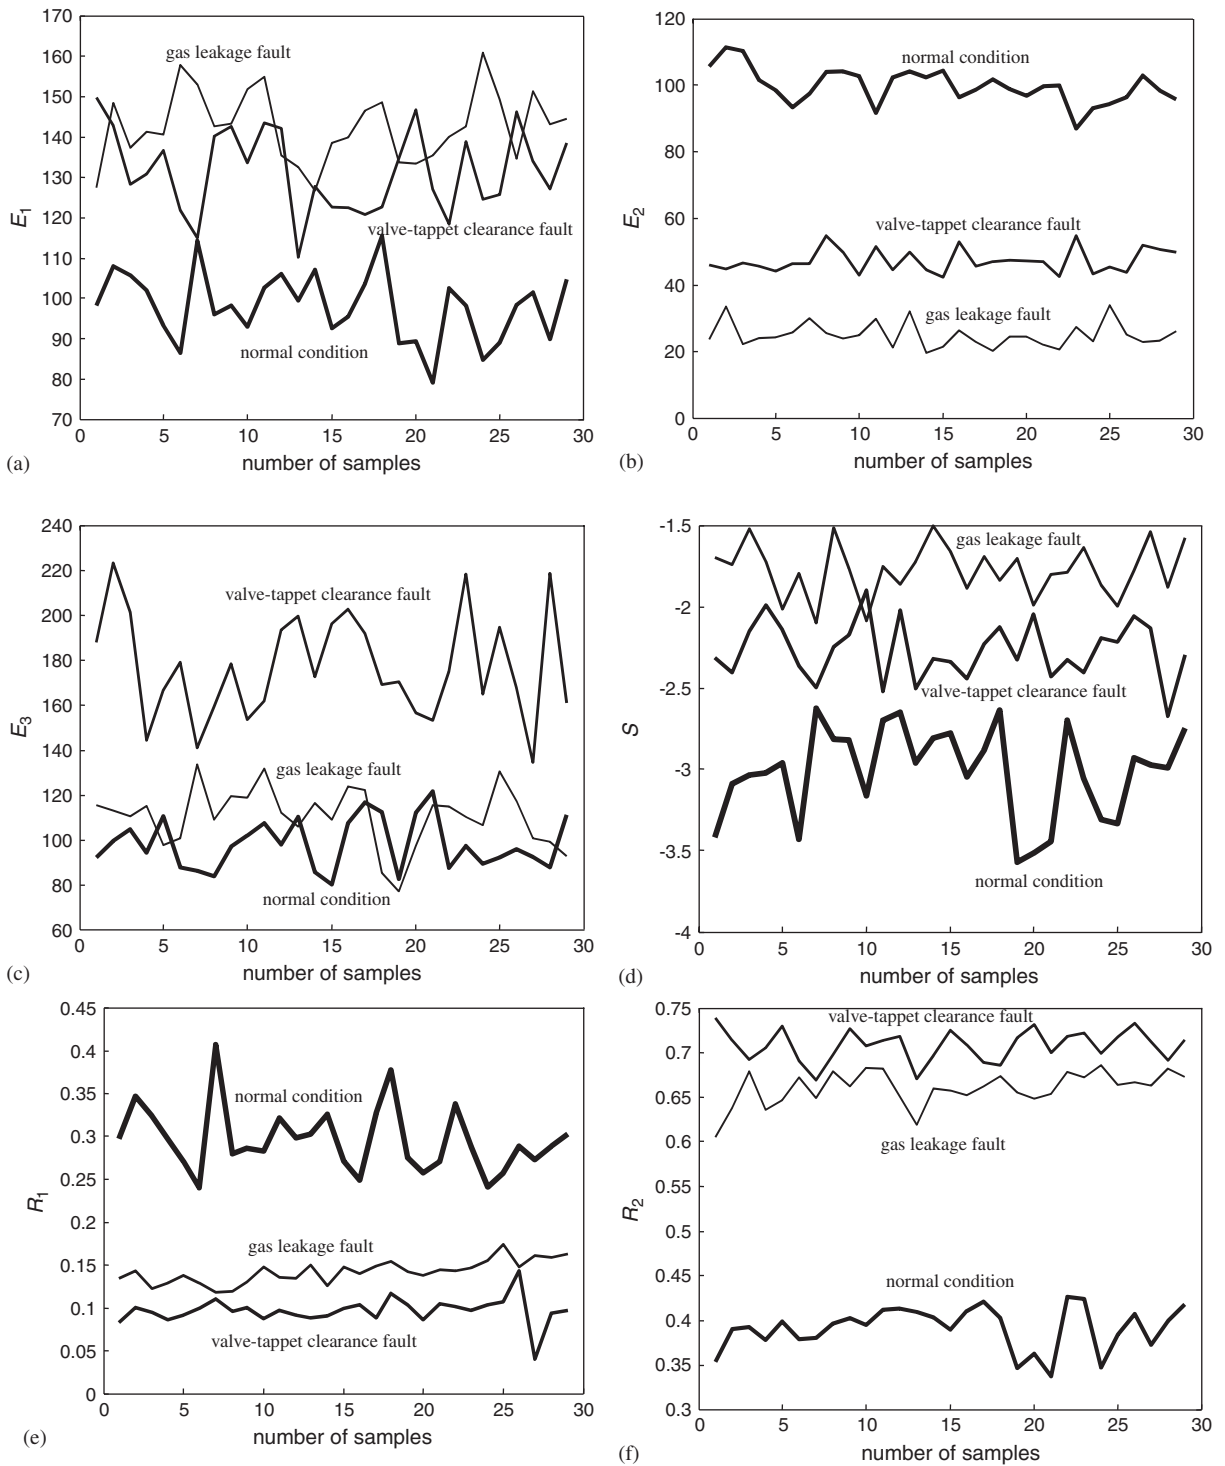 170
160
150
140
130
120
110
100
90
80
70
E1
gas leakage fault
valve-tappet clearance fault
normal condition
0 5 10 15 20 25 30
(a)
number of samples
120
100
80
60
40
20
0
E2
normal condition
valve-tappet clearance fault
gas leakage fault
0 5 10 15 20 25 30
(b)
number of samples
240
220
200
180
160
140
120
100
80
60
E3
valve-tappet clearance fault
gas leakage fault
normal condition
0 5 10 15 20 25 30
(c)
number of samples
-1.5
-2
-2.5
-3
-3.5
-4
S
gas leakage fault
valve-tappet clearance fault
normal condition
0 5 10 15 20 25 30
(d)
number of samples
0.45
0.4
0.35
0.3
0.25
0.2
0.15
0.1
0.05
0
R1
normal condition
gas leakage fault
valve-tappet clearance fault
0 5 10 15 20 25 30
(e)
number of samples
0.75
0.7
0.65
0.6
0.55
0.5
0.45
0.4
0.35
0.3
R2
valve-tappet clearance fault
gas leakage fault
normal condition
0 5 10 15 20 25 30
(f)
number of samples